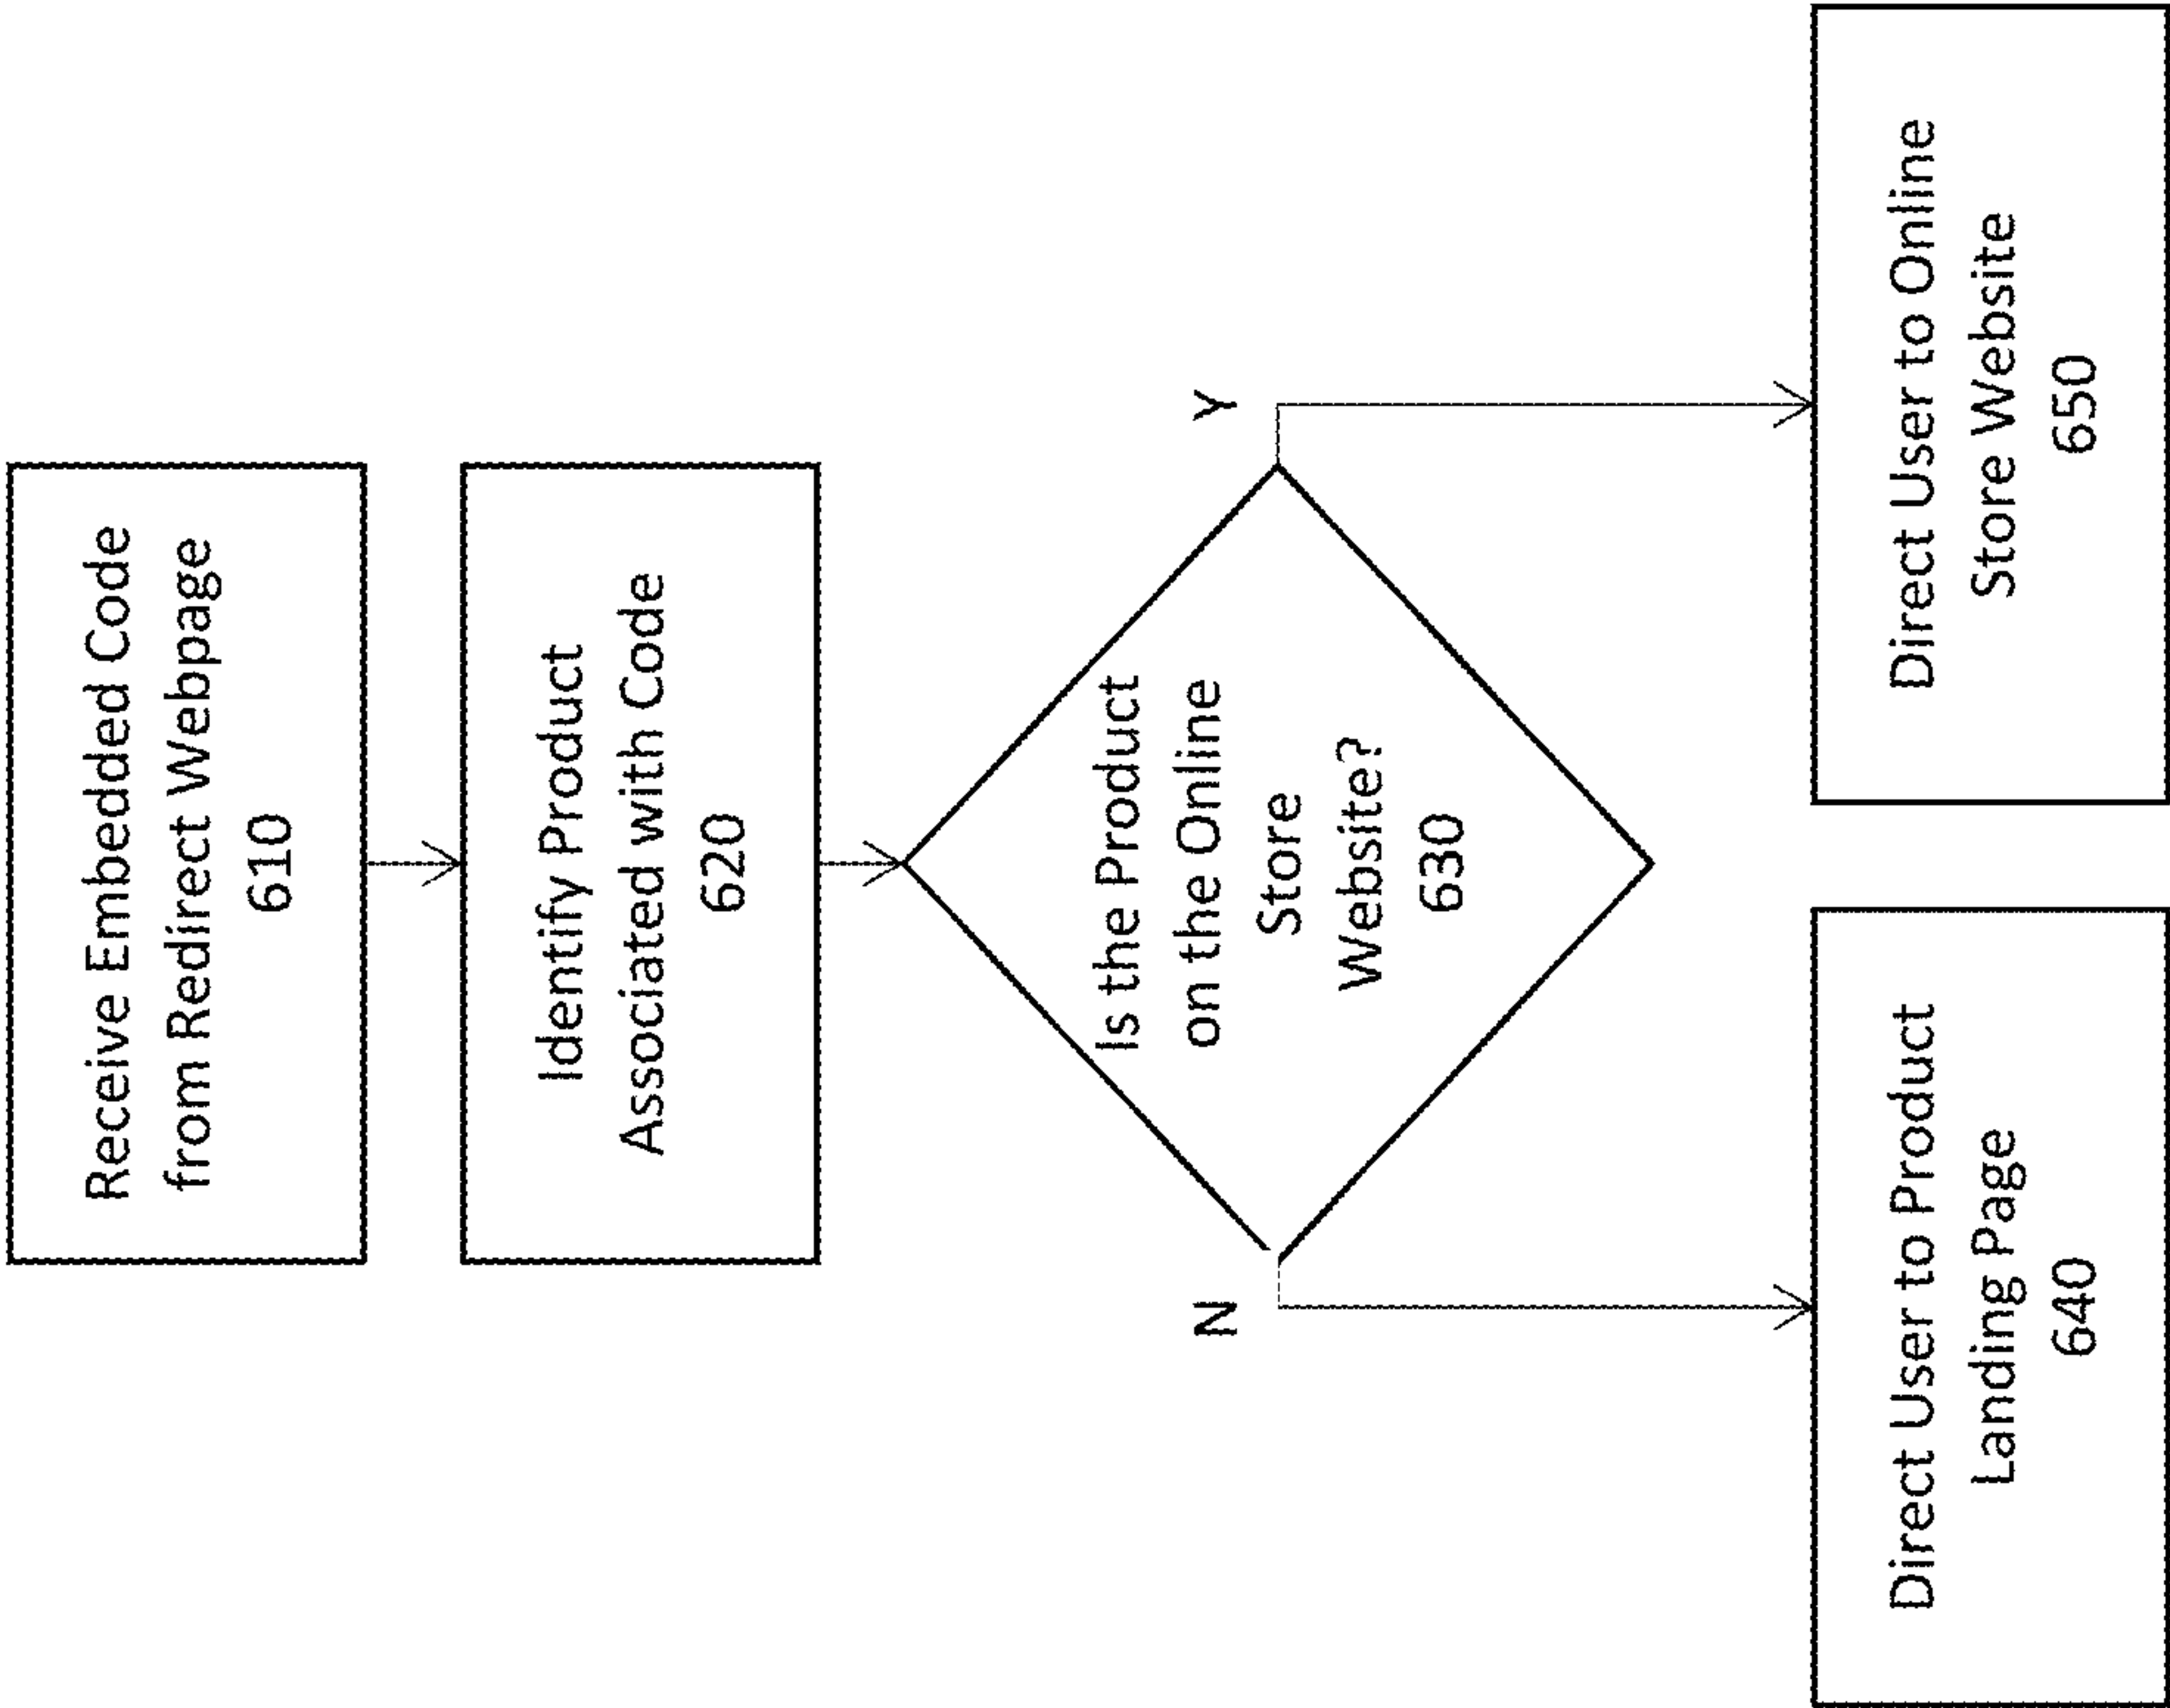 Receive Embedded Code
from Redirect Webpage
610
Identify Product
Associated with Code
620
Is the Product
on the Online
Store
Website?
630
N
Y
Direct User to Product
Landing Page
640
Direct User to Online
Store Website
650